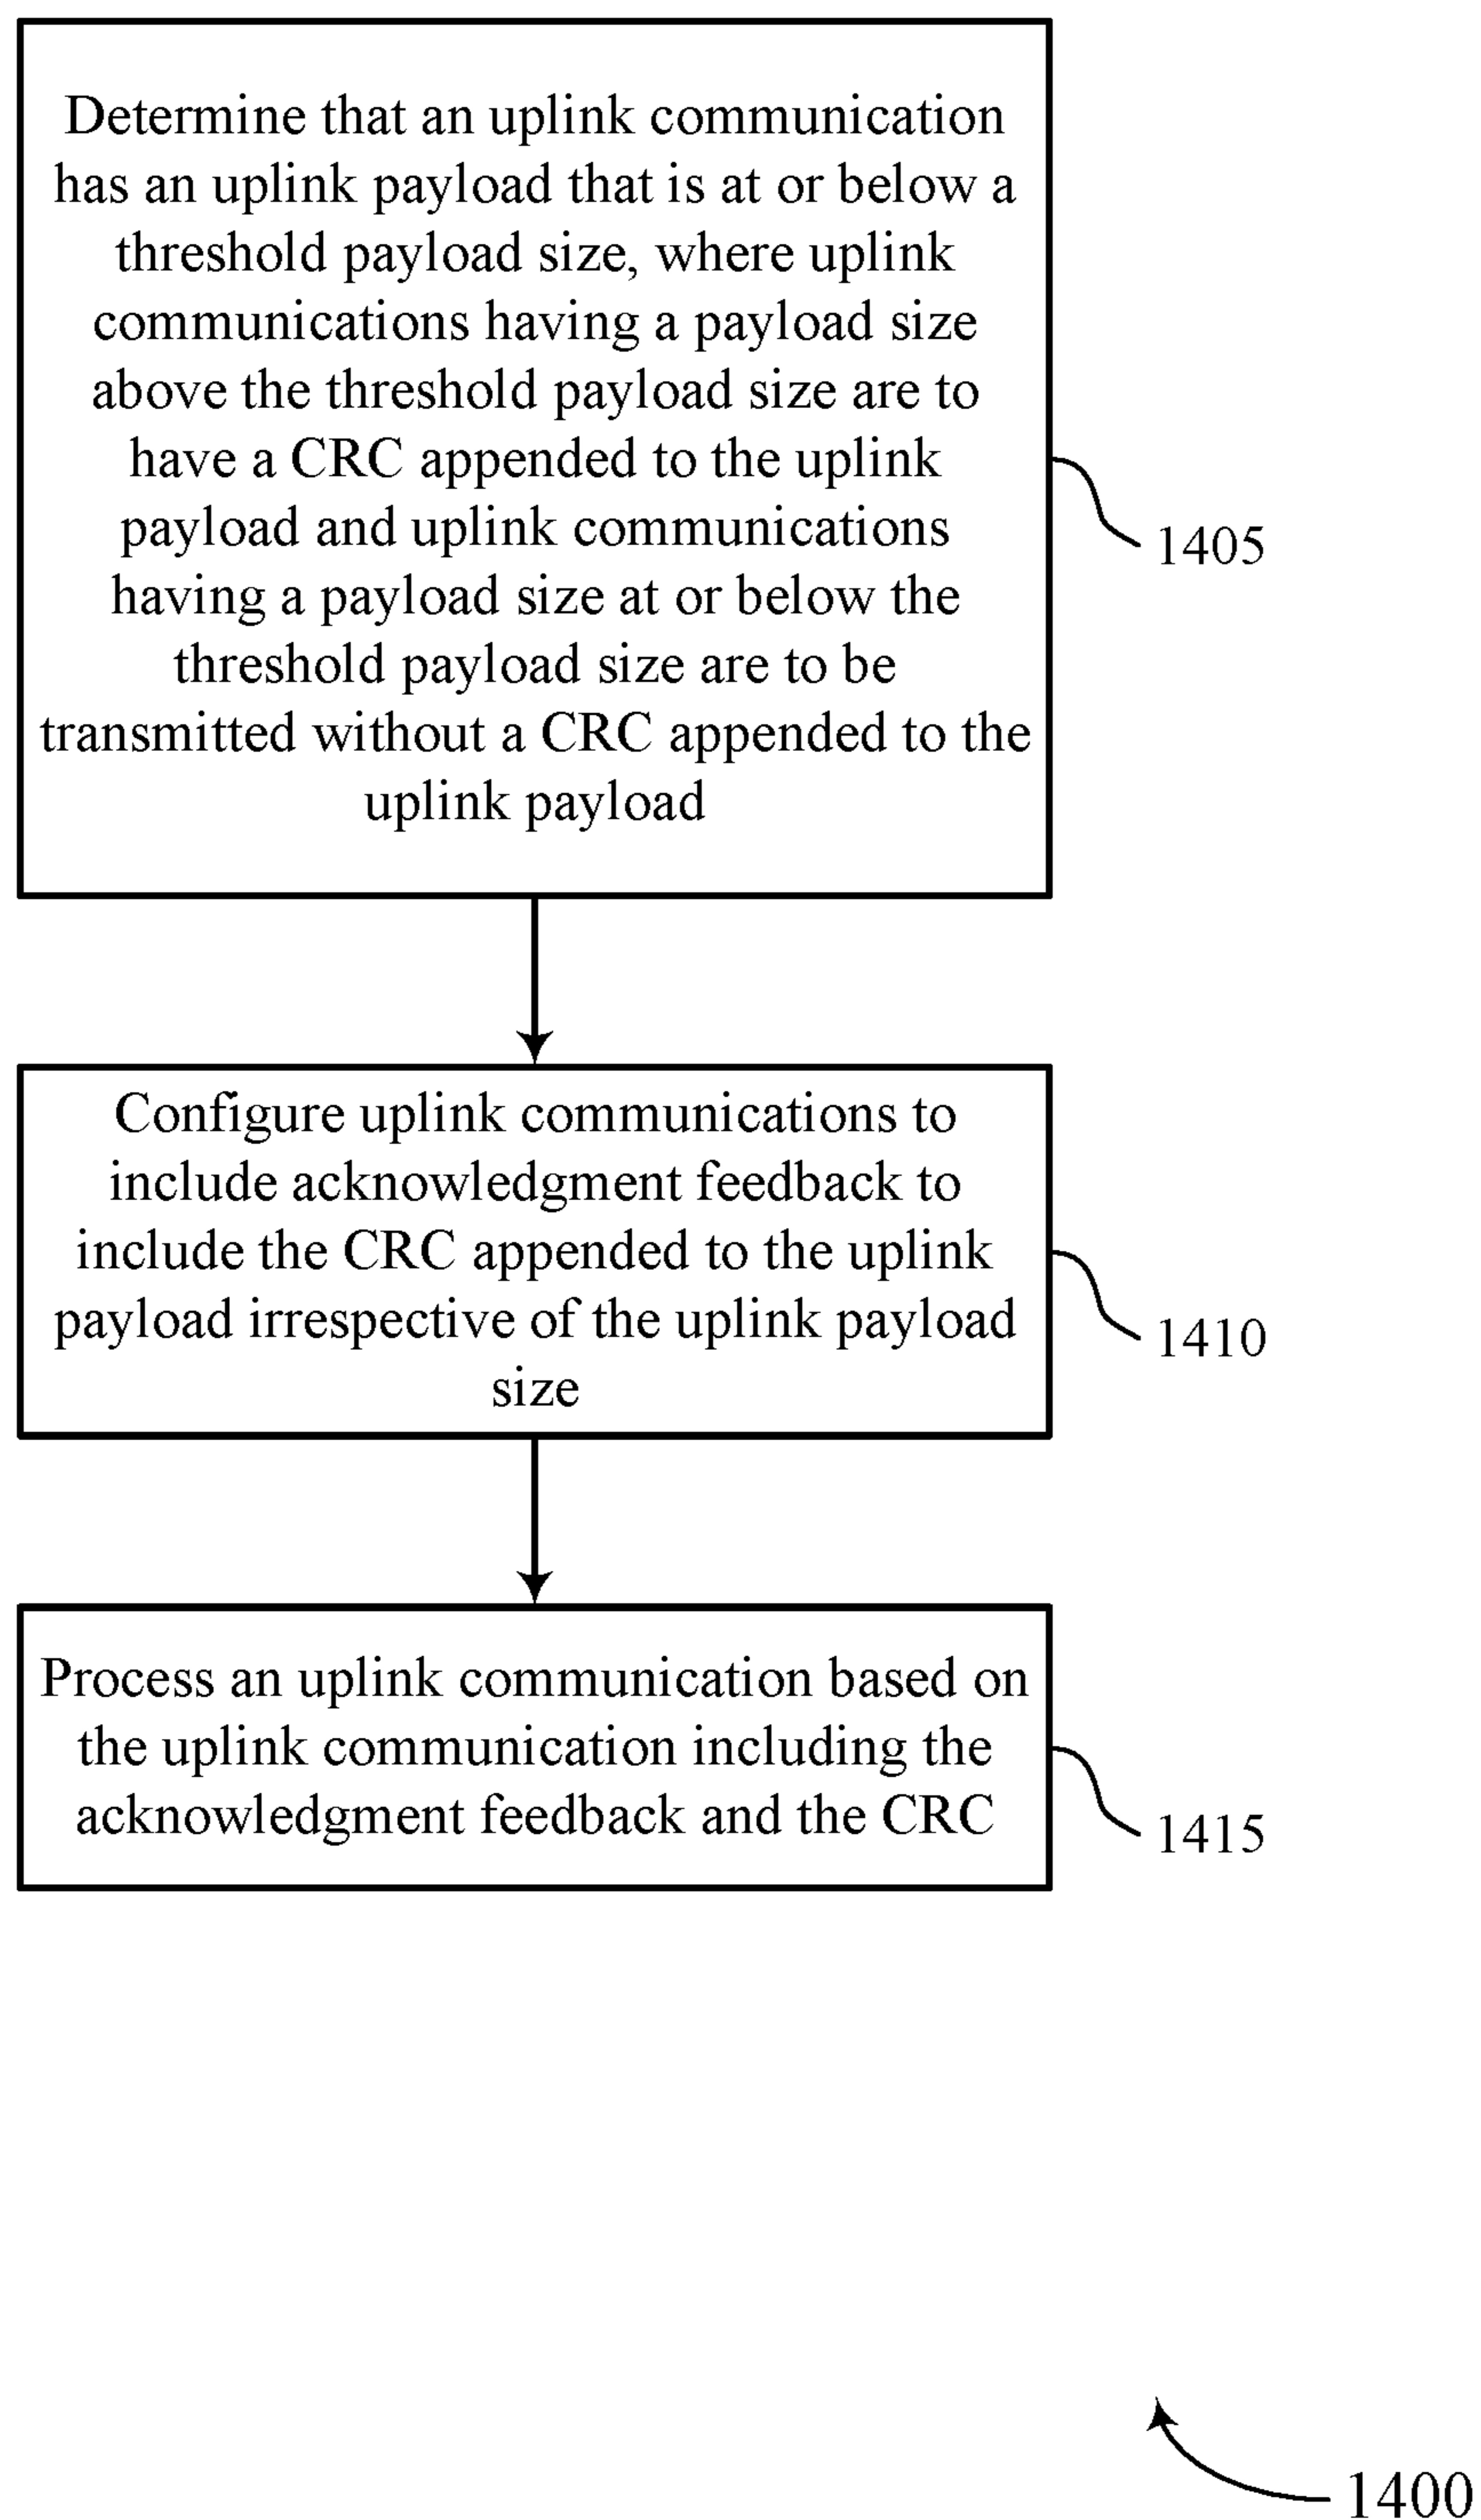 Determine that an uplink communication
has an uplink payload that is at or below a
threshold payload size, where uplink
communications having a payload size
above the threshold payload size are to
have a CRC appended to the uplink
payload and uplink communications
having a payload size at or below the
threshold payload size are to be
transmitted without a CRC appended to the
uplink payload
1405
Configure uplink communications to
include acknowledgment feedback to
include the CRC appended to the uplink
payload irrespective of the uplink payload
size
1410
Process an uplink communication based on
the uplink communication including the
acknowledgment feedback and the CRC
1415
1400